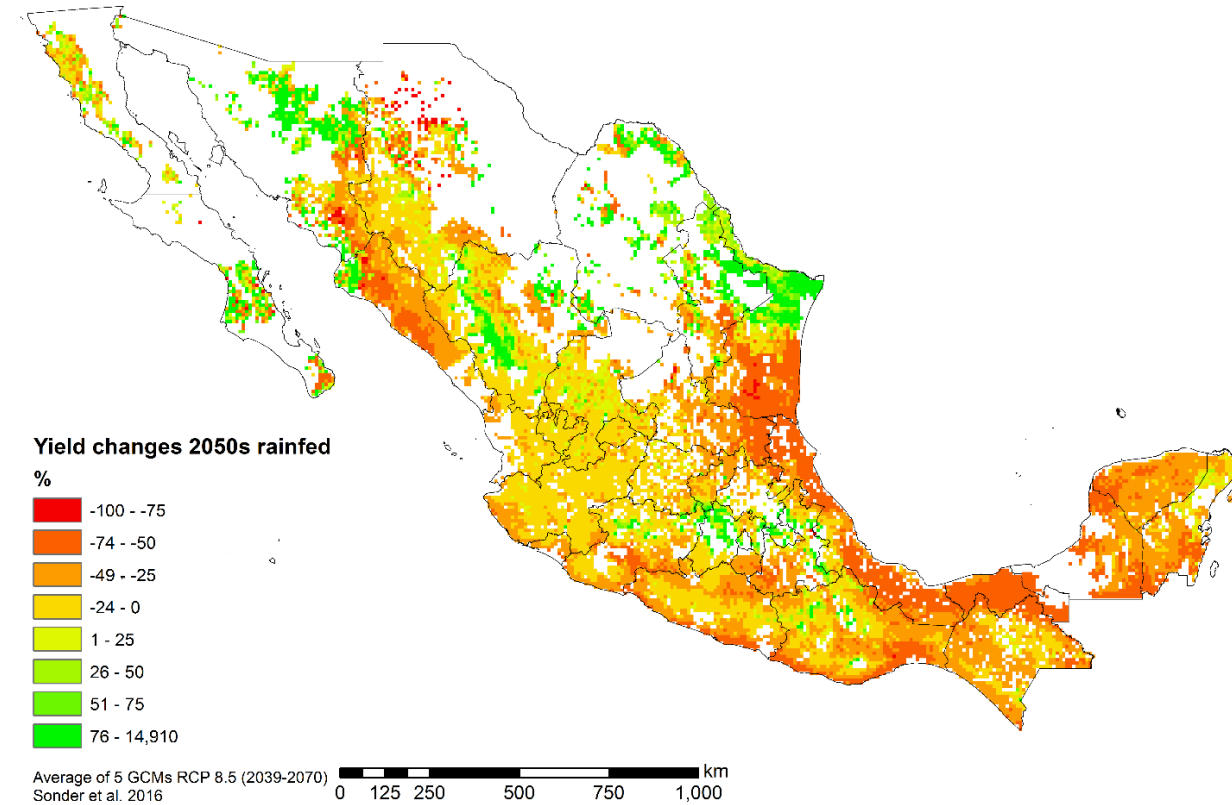 Yield changes 2050s rainfed
%
-100 - -75
-74 - -50
-49 - -25
-24 - 0
1 - 25
26 - 50
51 - 75
76 - 14,910
Average of 5 GCMs RCP 8.5 (2039-2070)
Sonder et al. 2016
km
0 125 250 500 750 1,000